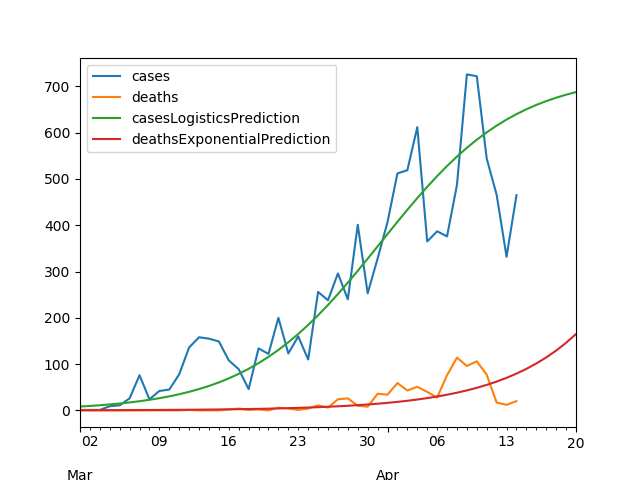 cases
deaths
casesLogisticsPrediction
deathsExponentialPrediction
700
600
500
400
300
200
100
0
02 09 16 23 30 06 13 20
Mar Apr